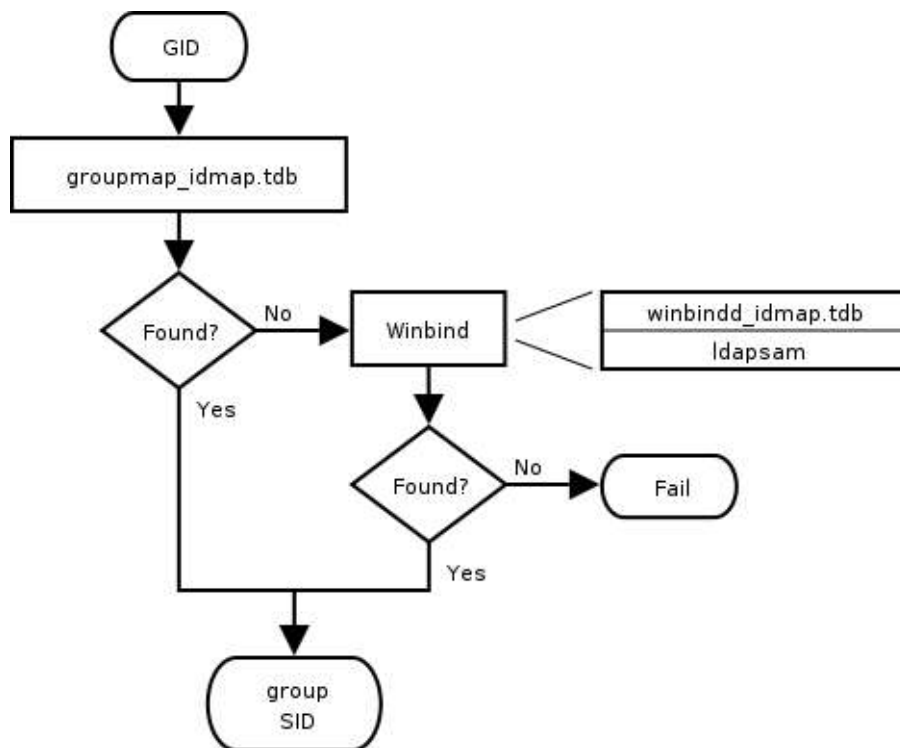 GID
groupmap_idmap.tdb
Found?
No
Winbind
winbindd_idmap.tdb
ldapsam
Yes
Found?
No
Fail
Yes
group
SID